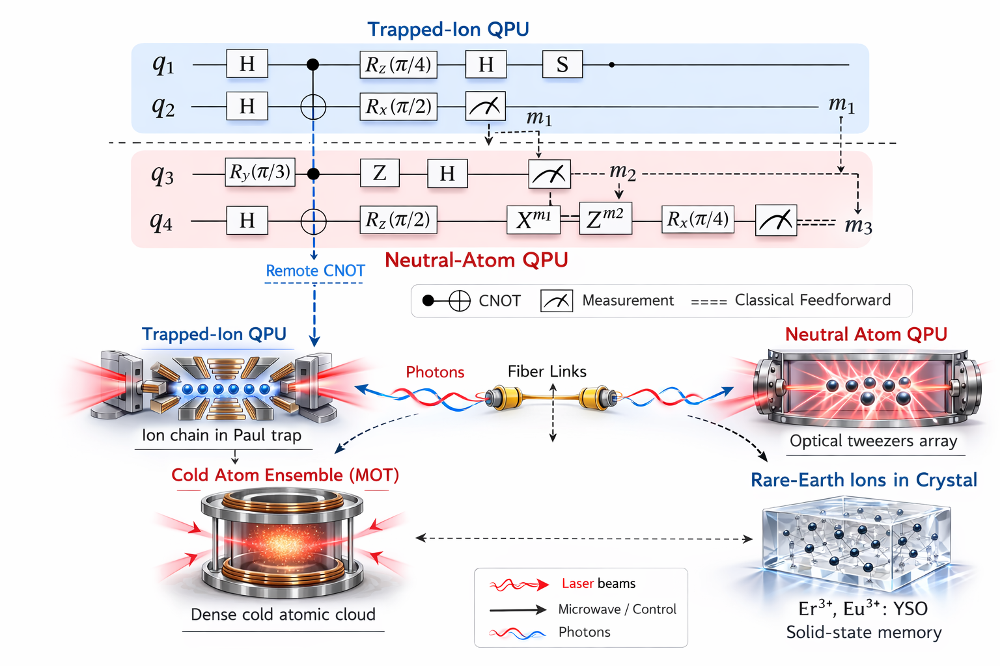 Trapped-Ion QPU
q1 H Rz(π/4) H S
q2 H Rx(π/2) m1 m1
q3 Ry(π/3) Z H m2
q4 H Rz(π/2) X^m1 Z^m2 Rx(π/4) m3
Neutral-Atom QPU
Remote CNOT
CNOT Measurement Classical Feedforward
Trapped-Ion QPU
Neutral Atom QPU
Photons
Fiber Links
Ion chain in Paul trap
Optical tweezers array
Cold Atom Ensemble (MOT)
Rare-Earth Ions in Crystal
Dense cold atomic cloud
Laser beams
Microwave / Control
Photons
Er³⁺, Eu³⁺: YSO
Solid-state memory